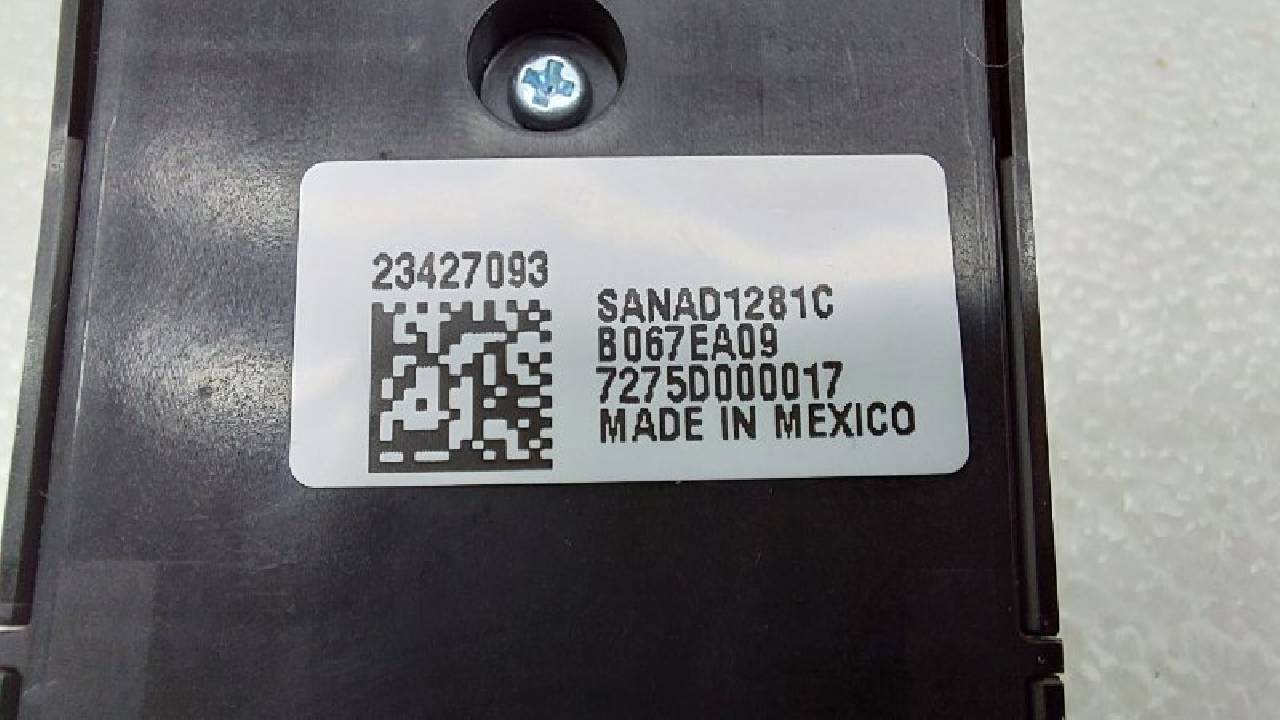 23427093
SANAD1281C
B067EA09
7275D000017
MADE IN MEXICO